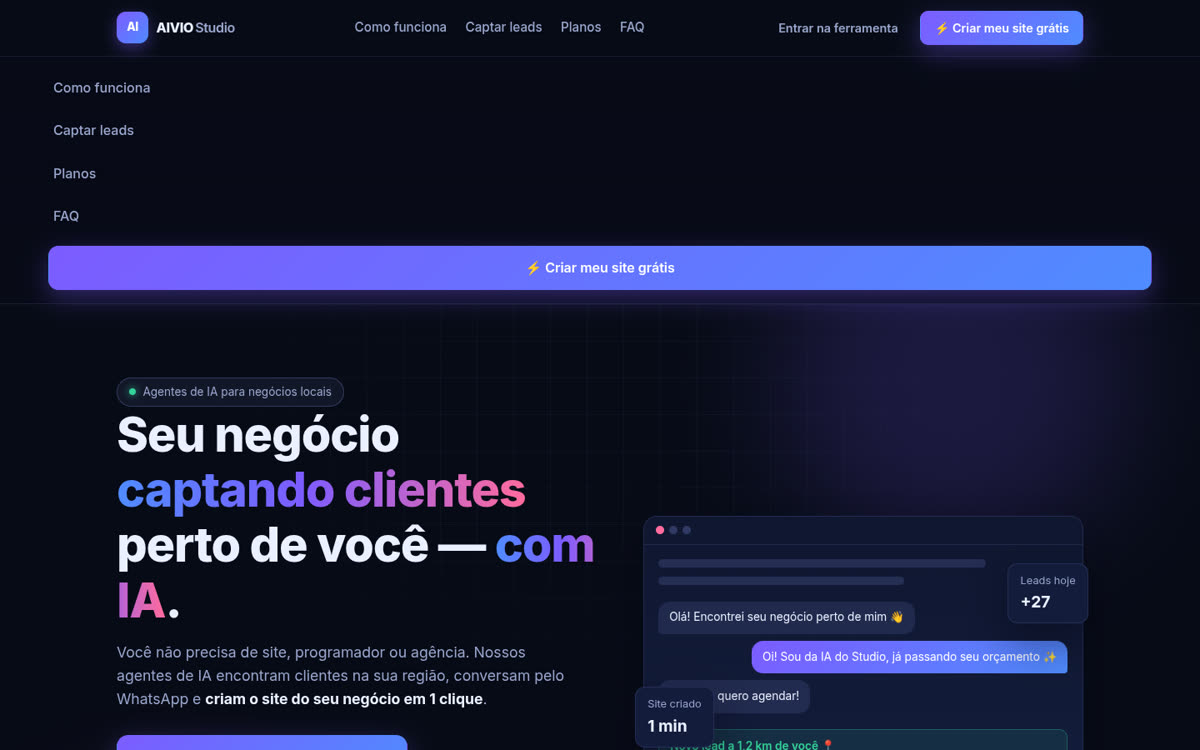 AI AIVIO Studio
Como funciona
Captar leads
Planos
FAQ
Entrar na ferramenta
⚡ Criar meu site grátis
Como funciona
Captar leads
Planos
FAQ
⚡ Criar meu site grátis
Agentes de IA para negócios locais
Seu negócio
captando clientes
perto de você — com
IA.
Você não precisa de site, programador ou agência. Nossos
agentes de IA encontram clientes na sua região, conversam pelo
WhatsApp e criam o site do seu negócio em 1 clique.
Leads hoje
+27
Olá! Encontrei seu negócio perto de mim 👋
Oi! Sou da IA do Studio, já passando seu orçamento ✨
quero agendar!
Site criado
1 min
lead a 1,2 km de você 📍